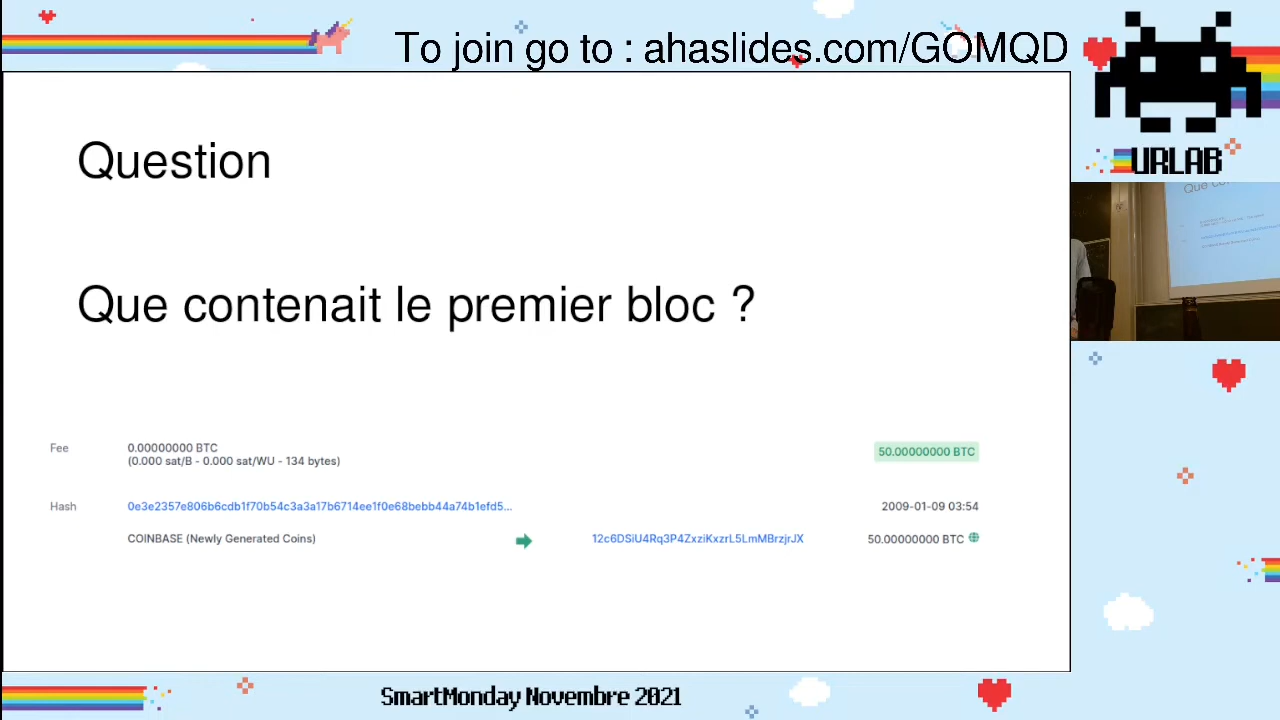 To join go to : ahaslides.com/GOMQD
URLAB
Question
Que contenait le premier bloc ?
Fee
0.00000000 BTC
(0.000 sat/B - 0.000 sat/WU - 134 bytes)
50.00000000 BTC
Hash
0e3e2357e806b6cdb1f70b54c3a3a17b6714ee1f0e68bebb44a74b1efd5...
2009-01-09 03:54
COINBASE (Newly Generated Coins)
12c6DSiU4Rq3P4ZxziKxzrL5LmMBrzjrJX
50.00000000 BTC
Que con
SmartMonday Novembre 2021